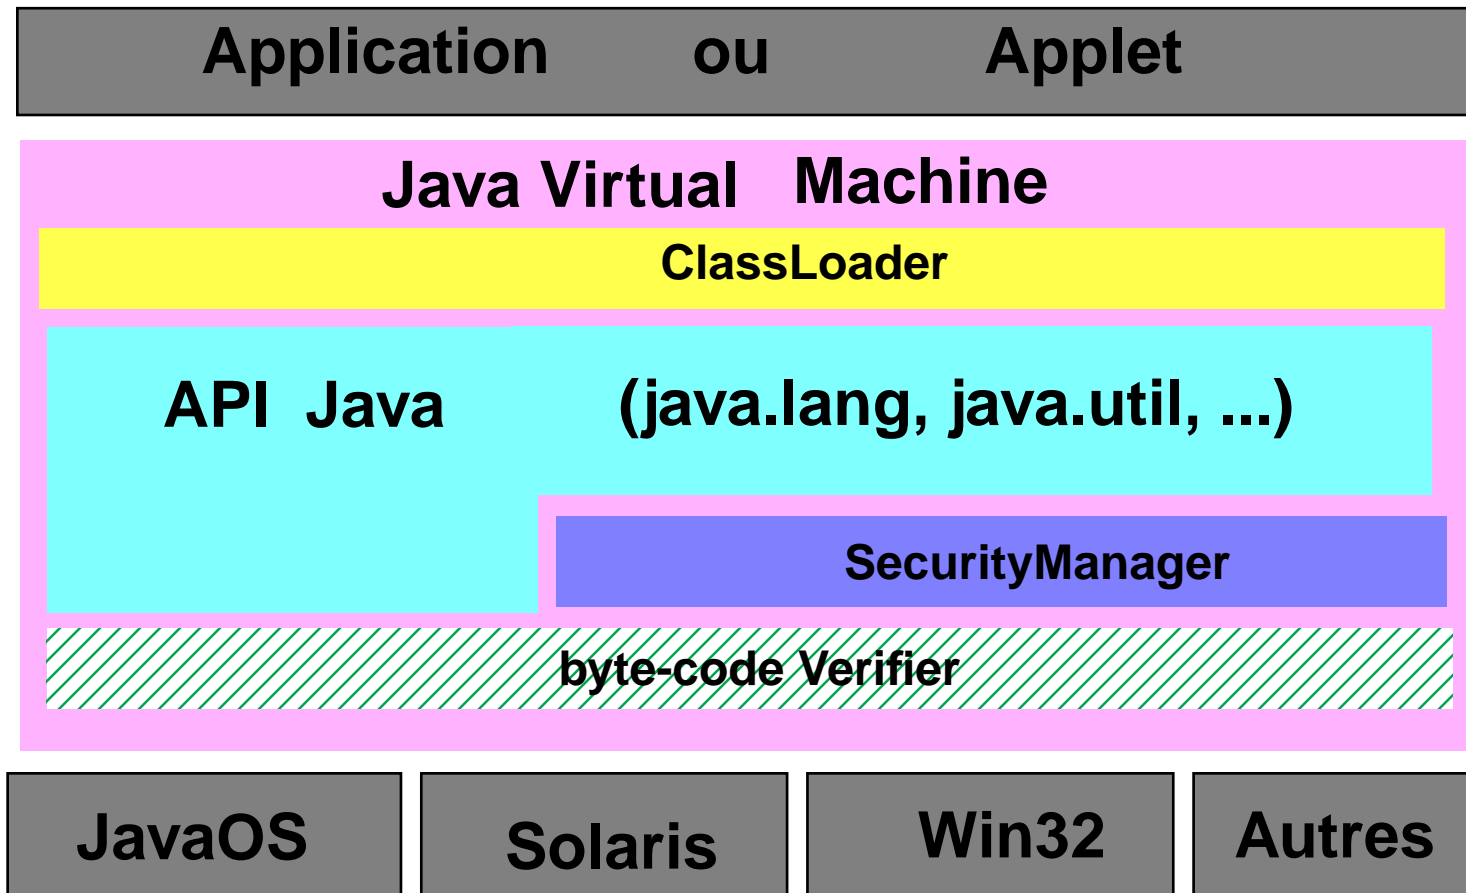 Application ou Applet
Java Virtual Machine
ClassLoader
API Java (java.lang, java.util, ...)
SecurityManager
byte-code Verifier
JavaOS Solaris Win32 Autres